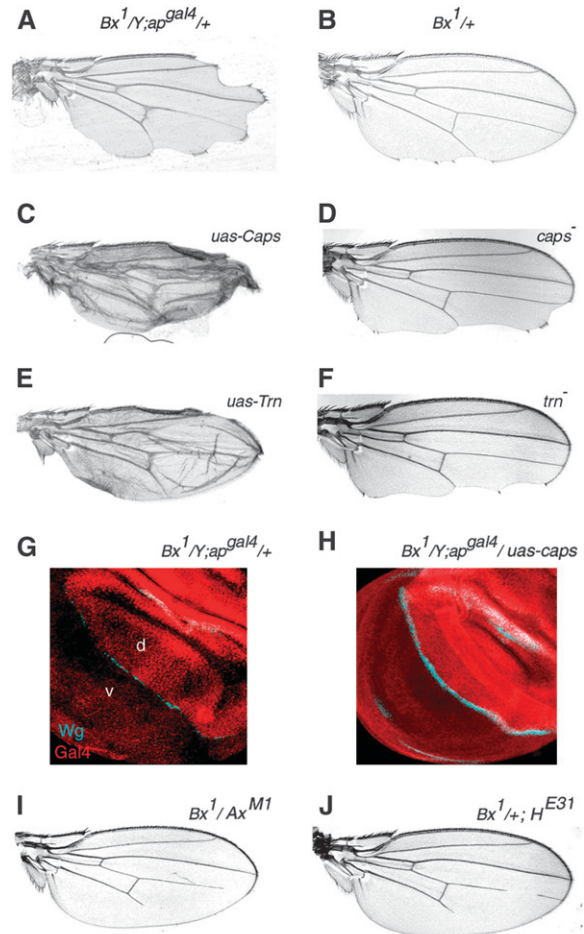 A
Bx1/Y;apgal4/+
B
Bx1/+
C
uas-Caps
D
caps-
E
uas-Trn
F
trn-
G
Bx1/Y;apgal4/+
H
Bx1/Y;apgal4/ uas-caps
d
v
Wg
Gal4
I
Bx1/ AxM1
J
Bx1/+; HE31